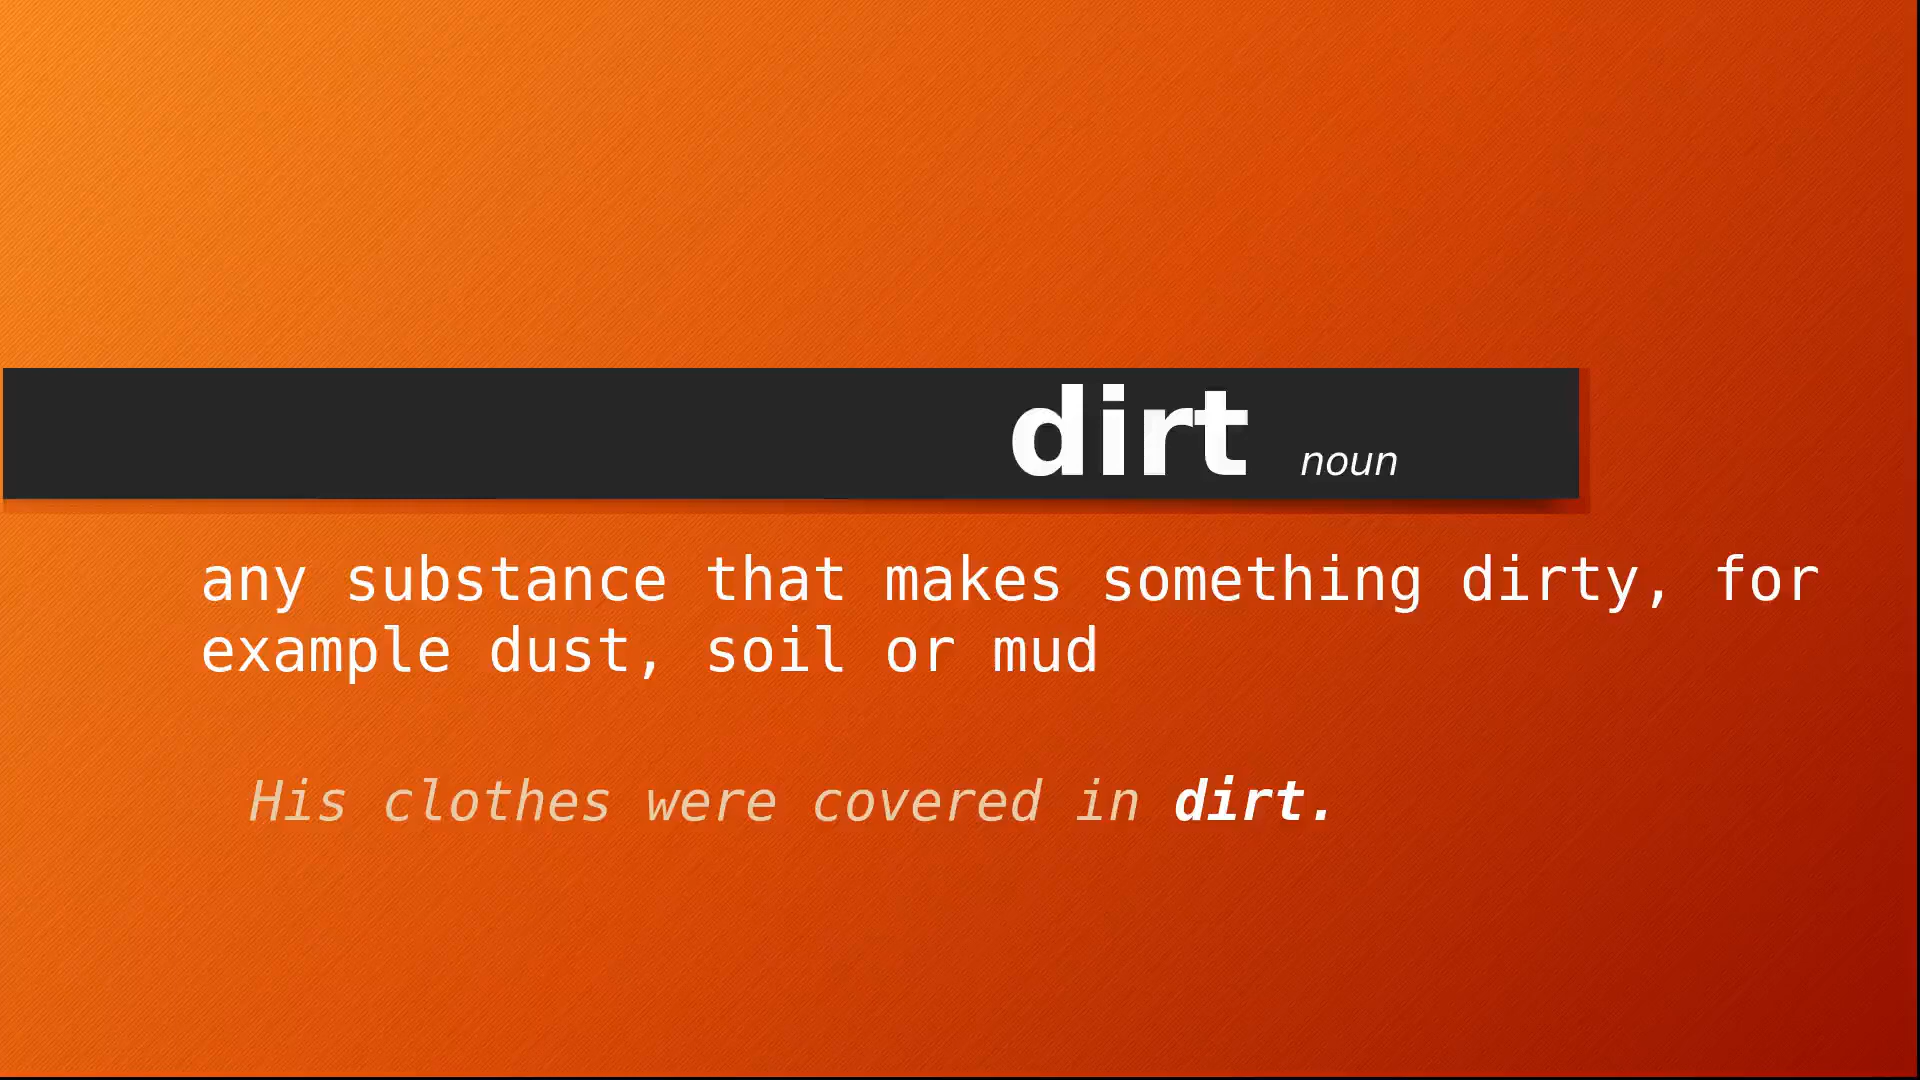 dirt noun
any substance that makes something dirty, for
example dust, soil or mud
His clothes were covered in dirt.